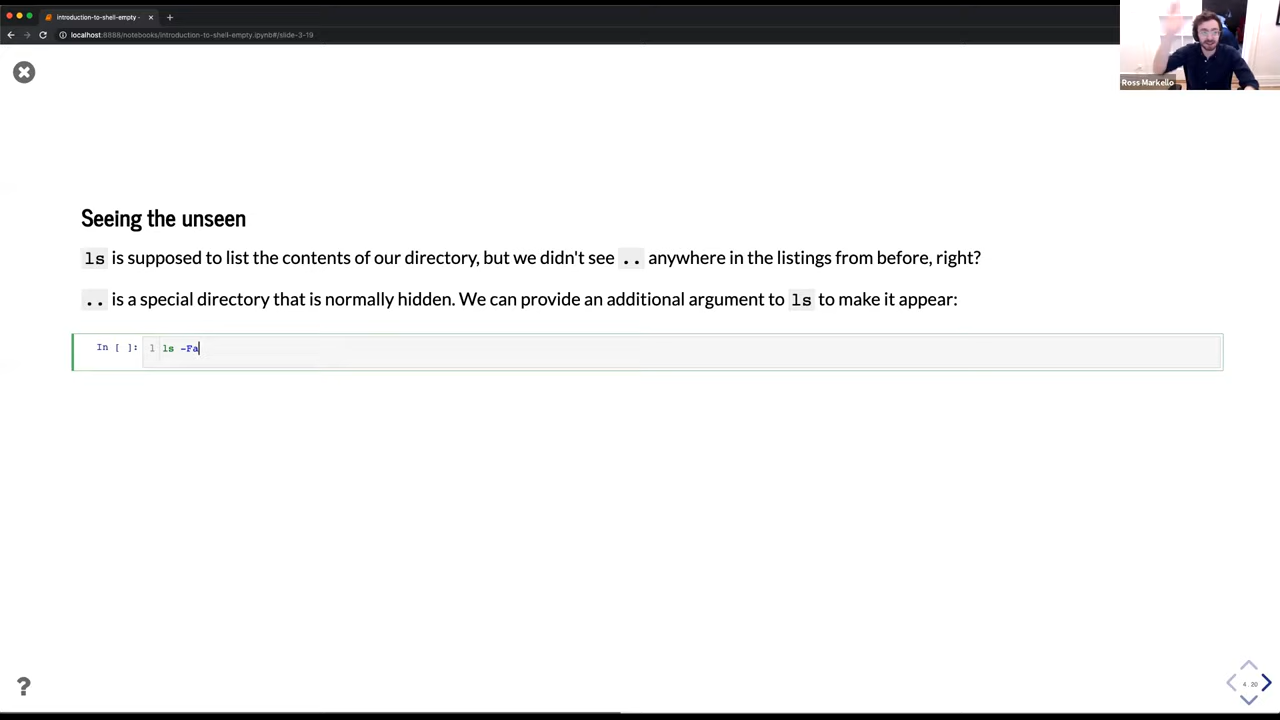 introduction-to-shell-empty -
localhost:8888/notebooks/introduction-to-shell-empty.ipynb#/slide-3-19
Ross Markello
Seeing the unseen
ls is supposed to list the contents of our directory, but we didn't see .. anywhere in the listings from before, right?
.. is a special directory that is normally hidden. We can provide an additional argument to ls to make it appear:
In [ ]: 1 ls -Fa
?
4.20